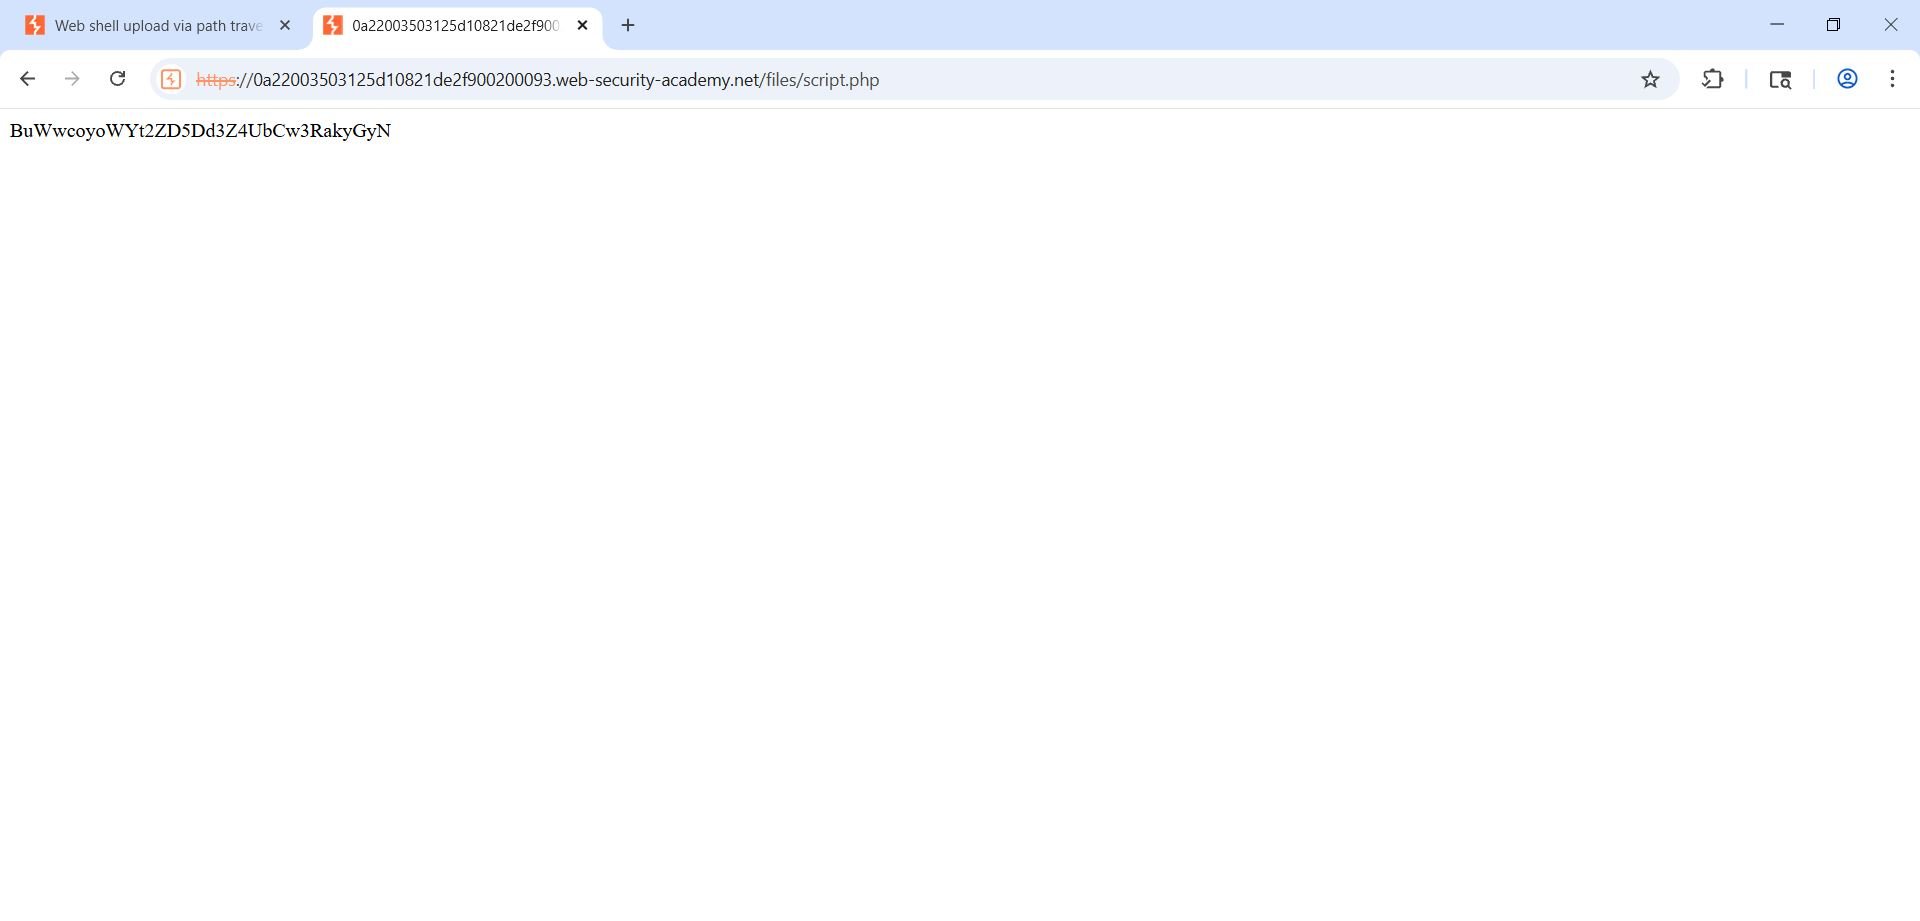 Web shell upload via path trave
0a22003503125d10821de2f900
https://0a22003503125d10821de2f900200093.web-security-academy.net/files/script.php
BuWwcoyoWYt2ZD5Dd3Z4UbCw3RakyGyN